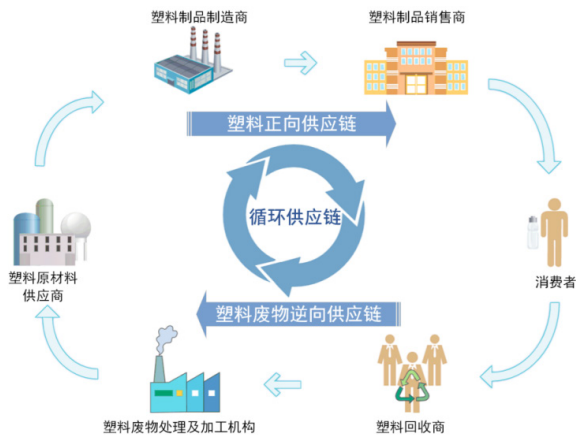 塑料制品制造商
塑料制品销售商
塑料正向供应链
循环供应链
塑料原材料
供应商
消费者
塑料废物逆向供应链
塑料废物处理及加工机构
塑料回收商